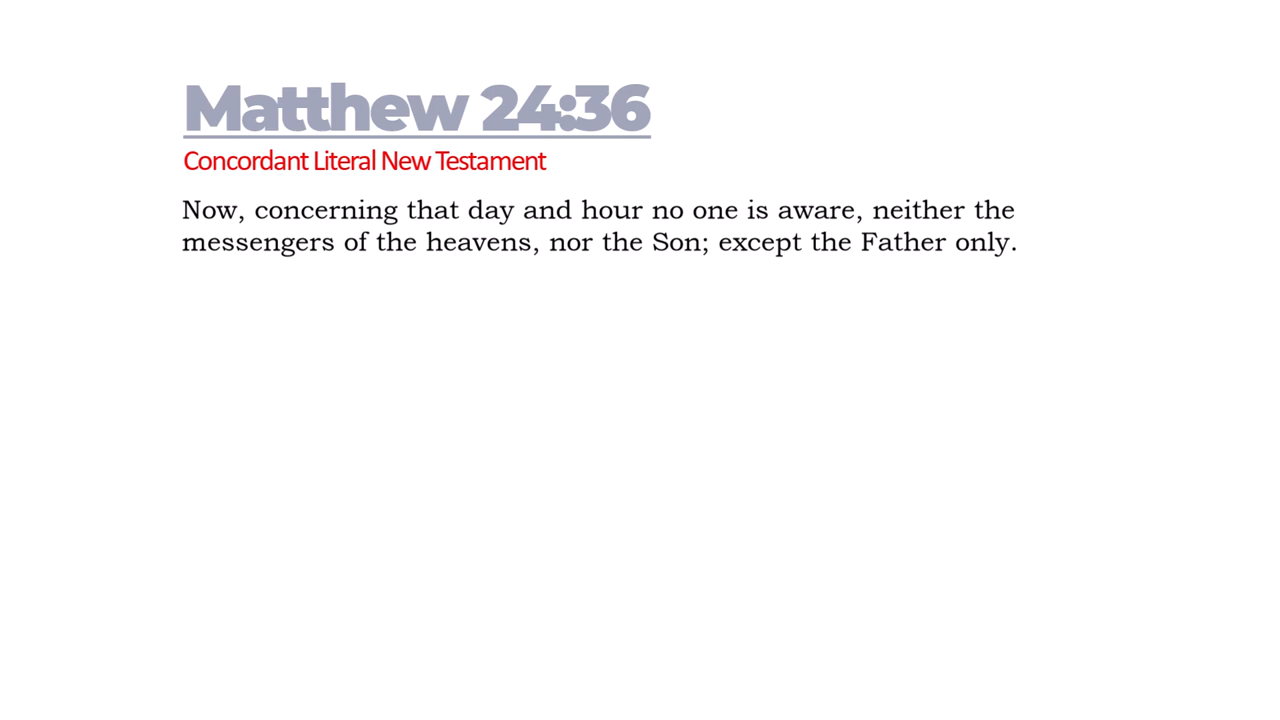 Matthew 24:36
Concordant Literal New Testament
Now, concerning that day and hour no one is aware, neither the
messengers of the heavens, nor the Son; except the Father only.